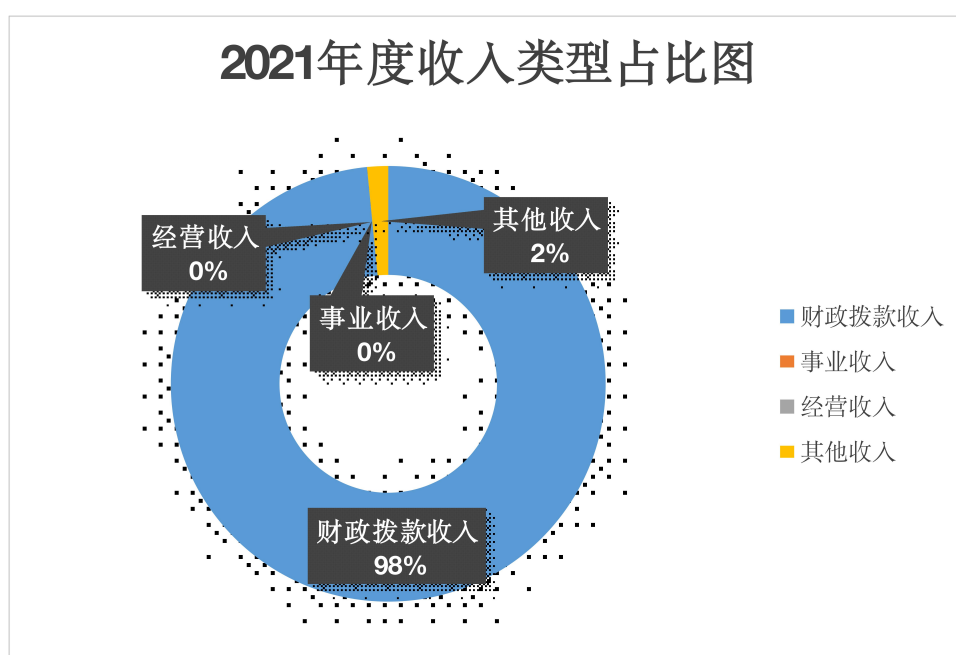 2021年度收入类型占比图
其他收入
2%
经营收入
0%
事业收入
0%
财政拨款收入
98%
财政拨款收入
事业收入
经营收入
其他收入